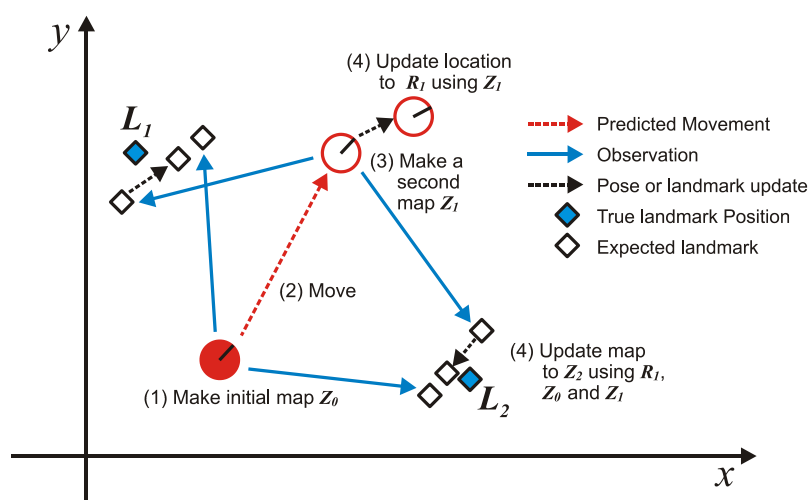 y
(4) Update location
to R1 using Z1
L1
(3) Make a
second
map Z1
Predicted Movement
Observation
Pose or landmark update
True landmark Position
Expected landmark
(2) Move
(1) Make initial map Z0
(4) Update map
to Z2 using R1,
Z0 and Z1
L2
x